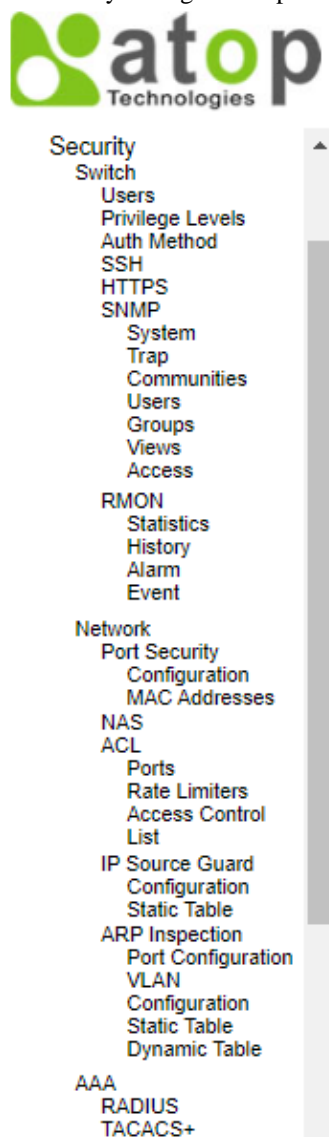 atop
Technologies
Security
Switch
Users
Privilege Levels
Auth Method
SSH
HTTPS
SNMP
System
Trap
Communities
Users
Groups
Views
Access
RMON
Statistics
History
Alarm
Event
Network
Port Security
Configuration
MAC Addresses
NAS
ACL
Ports
Rate Limiters
Access Control
List
IP Source Guard
Configuration
Static Table
ARP Inspection
Port Configuration
VLAN
Configuration
Static Table
Dynamic Table
AAA
RADIUS
TACACS+